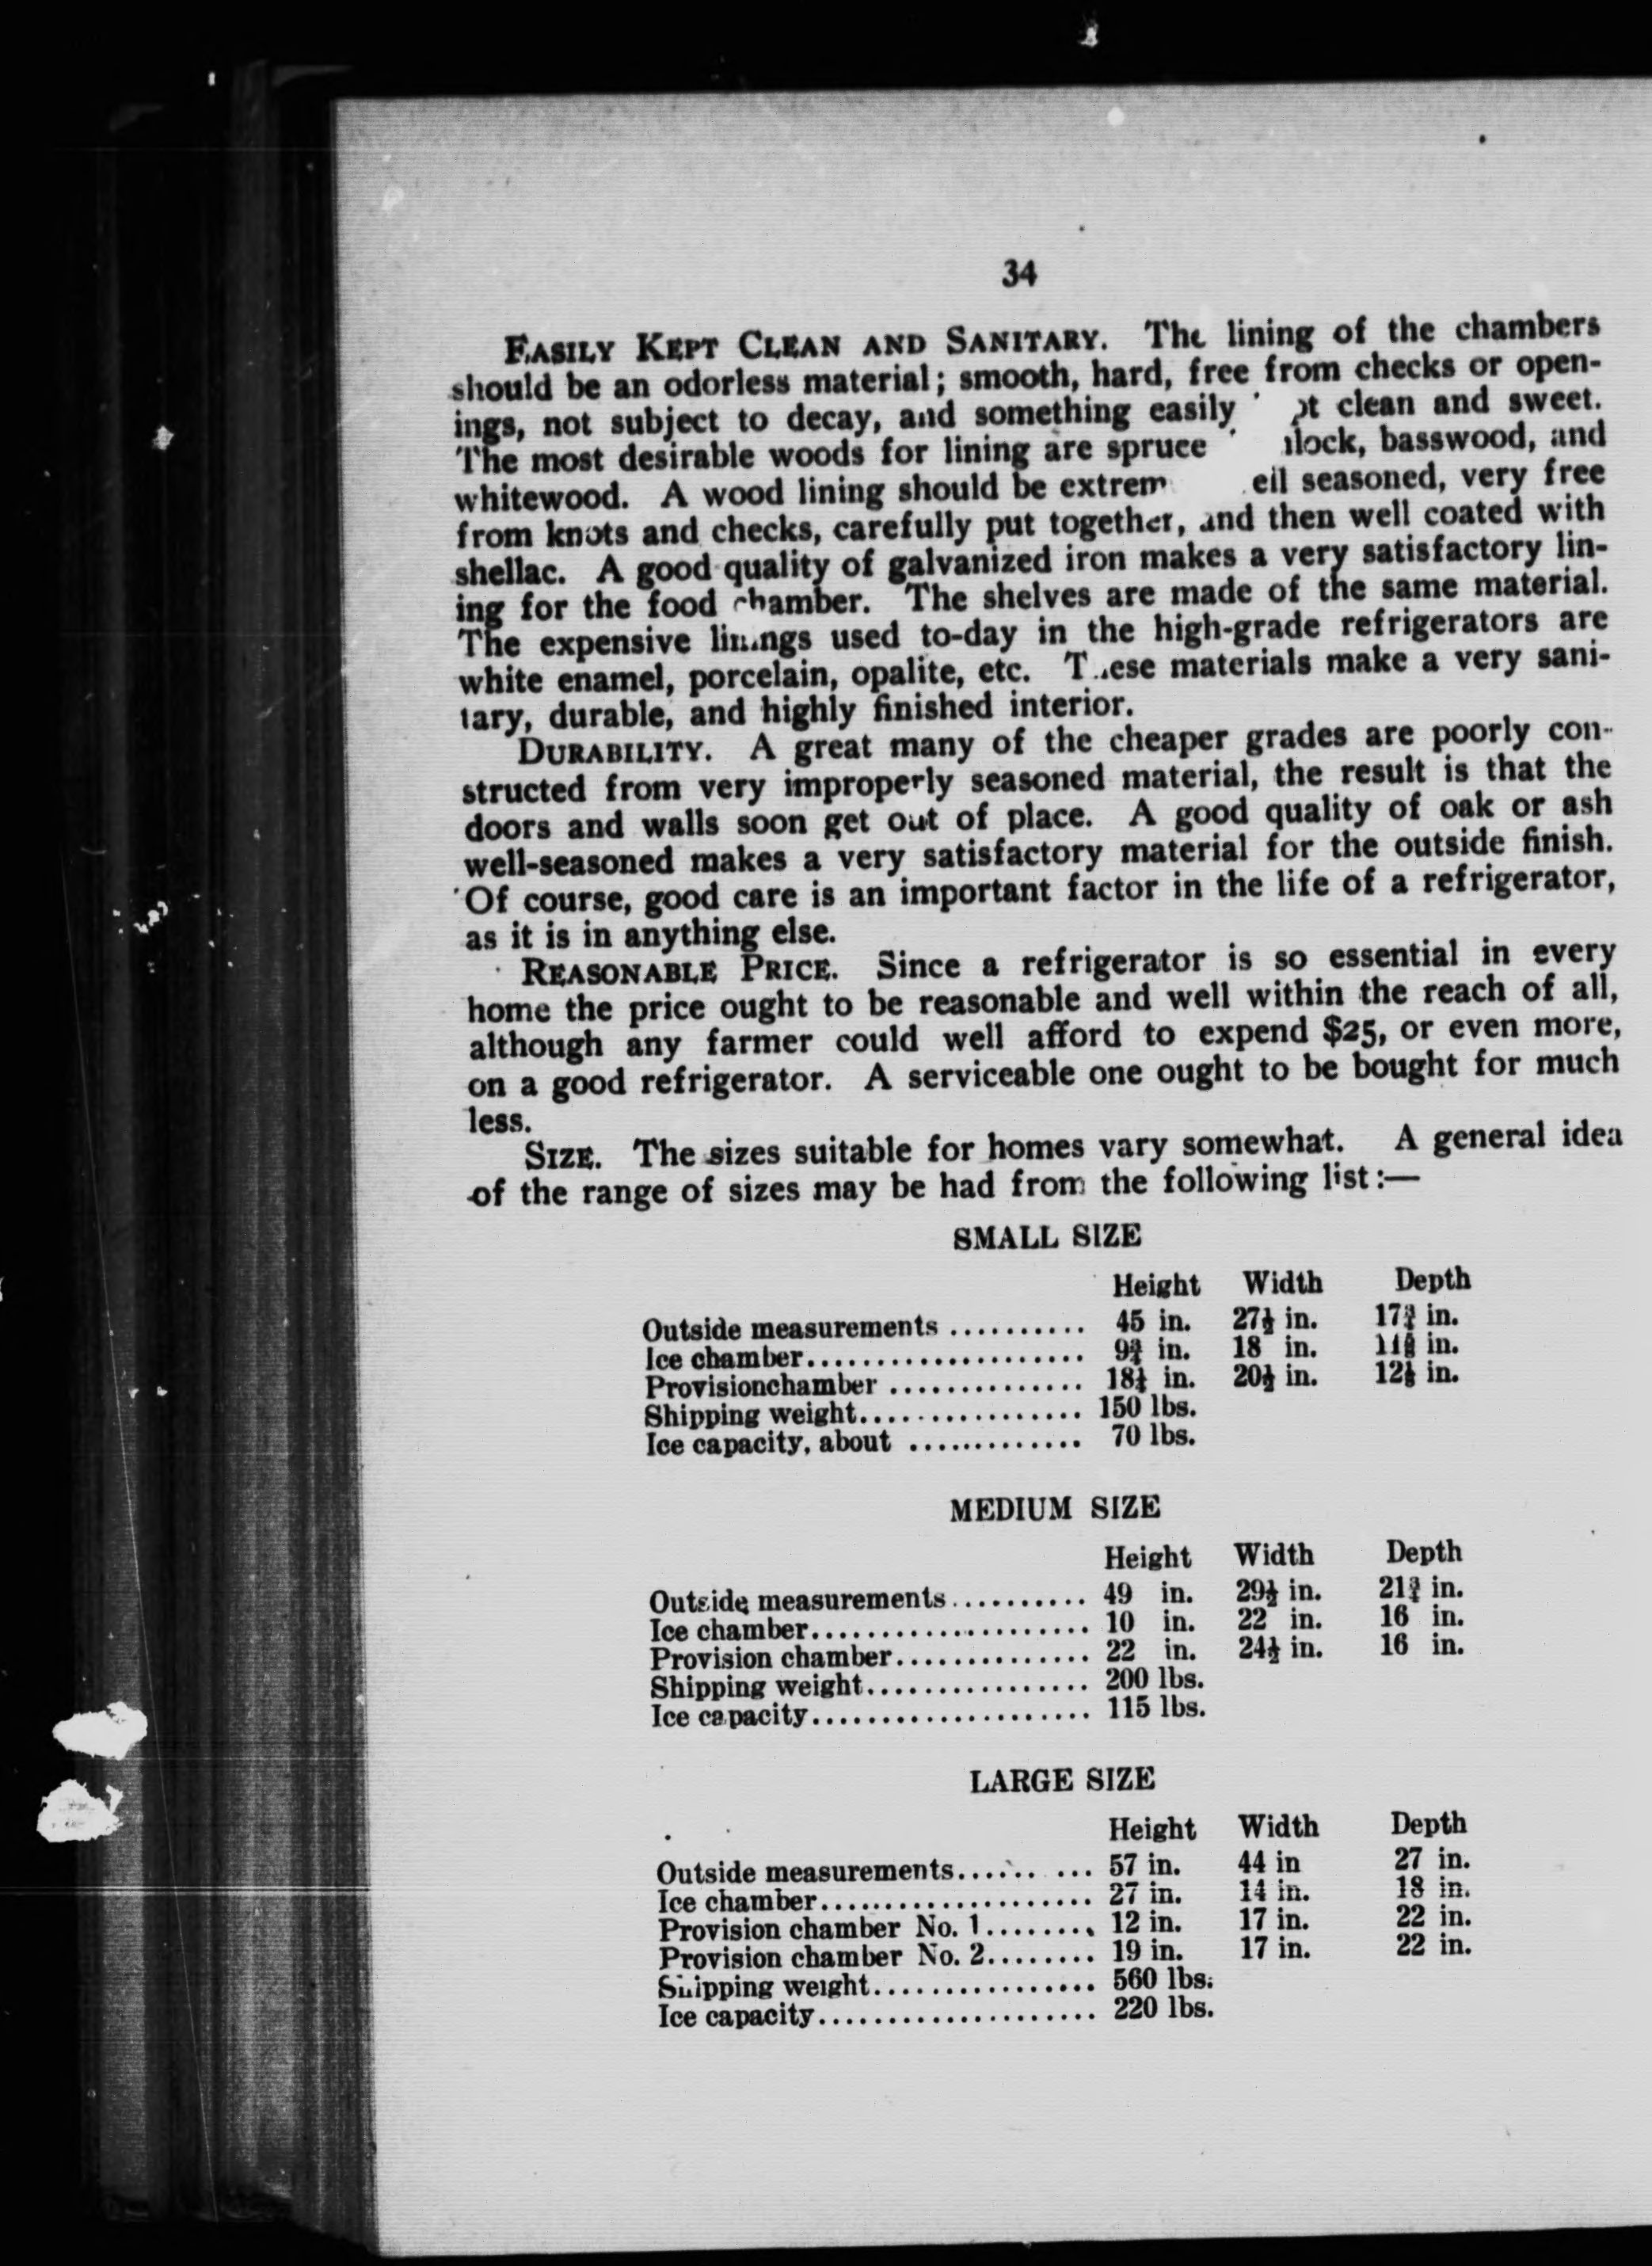 34
EASILY KEPT CLEAN AND SANITARY. The lining of the chambers
should be an odorless material; smooth, hard, free from checks or open-
ings, not subject to decay, and something easily clean and sweet.
The most desirable woods for lining are spruce basswood, and
whitewood. A wood lining should be seasoned, very free
from knots and checks, carefully put together, and then well coated with
shellac. A good quality of galvanized iron makes a very satisfactory lin-
ing for the food chamber. The shelves are made of the same material.
The expensive linings used to-day in the high-grade refrigerators are
white enamel, porcelain, opalite, etc. These materials make a very sani-
tary, durable, and highly finished interior.
DURABILITY. A great many of the cheaper grades are poorly con-
structed from very improperly seasoned material, the result is that the
doors and walls soon get out of place. A good quality of oak or ash
well-seasoned makes a very satisfactory material for the outside finish.
Of course, good care is an important factor in the life of a refrigerator,
as it is in anything else.
REASONABLE PRICE. Since a refrigerator is so essential in every
home the price ought to be reasonable and well within the reach of all,
although any farmer could well afford to expend $25, or even more,
on a good refrigerator. A serviceable one ought to be bought for much
less.
SIZE. The sizes suitable for homes vary somewhat. A general idea
of the range of sizes may be had from the following list:—
SMALL SIZE
Height Width Depth
Outside measurements .......... 45 in. 27½ in. 17¾ in.
Ice chamber.................... 9¾ in. 18 in. in.
Provisionchamber .............. 18¼ in. 20½ in. in.
Shipping weight................ 150 lbs.
Ice capacity, about ............. 70 lbs.
MEDIUM SIZE
Height Width Depth
Outside measurements.......... 49 in. 29½ in. 21¾ in.
Ice chamber.................... 10 in. 22 in. 16 in.
Provision chamber.............. 22 in. 24½ in. 16 in.
Shipping weight................ 200 lbs.
Ice capacity.................... 115 lbs.
LARGE SIZE
Height Width Depth
Outside measurements...... ... 57 in. 44 in 27 in.
Ice chamber.................... 27 in. 14 in. 18 in.
Provision chamber No. 1........ 12 in. 17 in. 22 in.
Provision chamber No. 2........ 19 in. 17 in. 22 in.
Shipping weight................ 560 lbs.
Ice capacity.................... 220 lbs.